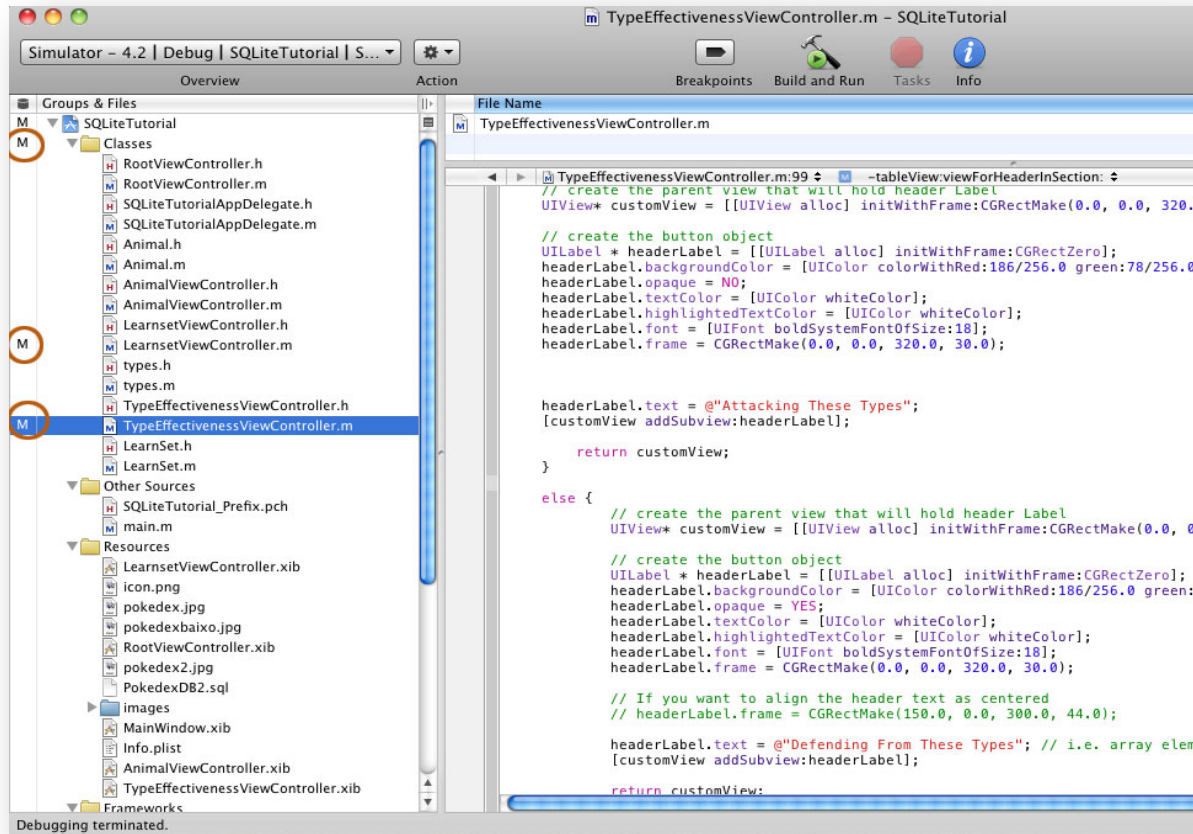 TypeEffectivenessViewController.m - SQLiteTutorial
Simulator - 4.2 | Debug | SQLiteTutorial | S...
Overview
Action
Breakpoints
Build and Run
Tasks
Info
Groups & Files
M SQLiteTutorial
M Classes
RootViewController.h
RootViewController.m
SQLiteTutorialAppDelegate.h
SQLiteTutorialAppDelegate.m
Animal.h
Animal.m
AnimalViewController.h
AnimalViewController.m
LearnsetViewController.h
M LearnsetViewController.m
types.h
types.m
TypeEffectivenessViewController.h
M TypeEffectivenessViewController.m
LearnSet.h
LearnSet.m
Other Sources
SQLiteTutorial_Prefix.pch
main.m
Resources
LearnsetViewController.xib
icon.png
pokedex.jpg
pokedexbaixo.jpg
RootViewController.xib
pokedex2.jpg
PokedexDB2.sql
images
MainWindow.xib
Info.plist
AnimalViewController.xib
TypeEffectivenessViewController.xib
Frameworks
File Name
TypeEffectivenessViewController.m
TypeEffectivenessViewController.m:99 M -tableView:viewForHeaderInSection:
// create the parent view that will hold header Label
UIView* customView = [[UIView alloc] initWithFrame:CGRectMake(0.0, 0.0, 320.
// create the button object
UILabel * headerLabel = [[UILabel alloc] initWithFrame:CGRectZero];
headerLabel.backgroundColor = [UIColor colorWithRed:186/256.0 green:78/256.0
headerLabel.opaque = NO;
headerLabel.textColor = [UIColor whiteColor];
headerLabel.highlightedTextColor = [UIColor whiteColor];
headerLabel.font = [UIFont boldSystemFontOfSize:18];
headerLabel.frame = CGRectMake(0.0, 0.0, 320.0, 30.0);
headerLabel.text = @"Attacking These Types";
[customView addSubview:headerLabel];
return customView;
}
else {
// create the parent view that will hold header Label
UIView* customView = [[UIView alloc] initWithFrame:CGRectMake(0.0, 0
// create the button object
UILabel * headerLabel = [[UILabel alloc] initWithFrame:CGRectZero];
headerLabel.backgroundColor = [UIColor colorWithRed:186/256.0 green:
headerLabel.opaque = YES;
headerLabel.textColor = [UIColor whiteColor];
headerLabel.highlightedTextColor = [UIColor whiteColor];
headerLabel.font = [UIFont boldSystemFontOfSize:18];
headerLabel.frame = CGRectMake(0.0, 0.0, 320.0, 30.0);
// If you want to align the header text as centered
// headerLabel.frame = CGRectMake(150.0, 0.0, 300.0, 44.0);
headerLabel.text = @"Defending From These Types"; // i.e. array elem
[customView addSubview:headerLabel];
return customView;
Debugging terminated.